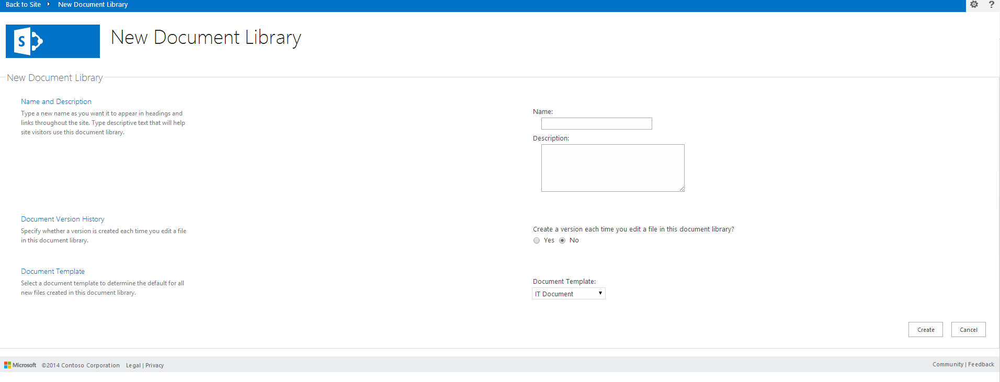 Back to Site New Document Library ?
S
New Document Library
New Document Library
Name and Description
Type a new name as you want it to appear in headings and
links throughout the site. Type descriptive text that will help
site visitors use this document library.
Name:
Description:
Document Version History
Specify whether a version is created each time you edit a file
in this document library.
Create a version each time you edit a file in this document library?
Yes No
Document Template
Select a document template to determine the default for all
new files created in this document library.
Document Template:
IT Document
Create Cancel
Microsoft ©2014 Contoso Corporation Legal | Privacy Community | Feedback